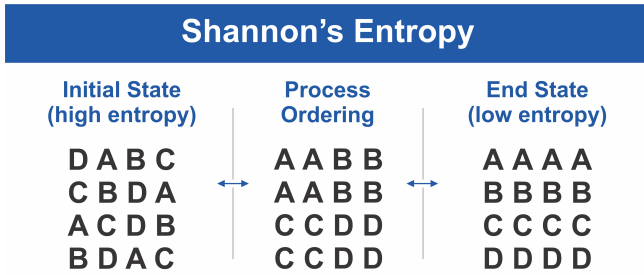 Shannon's Entropy
Initial State
(high entropy)
D A B C
C B D A
A C D B
B D A C
Process
Ordering
A A B B
A A B B
C C D D
C C D D
End State
(low entropy)
A A A A
B B B B
C C C C
D D D D